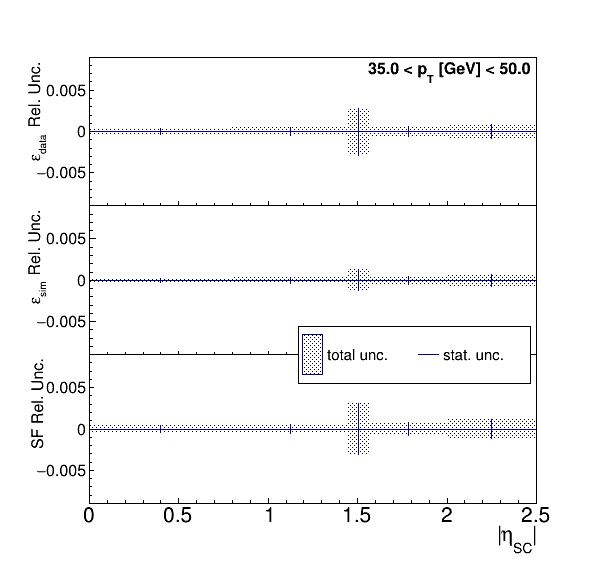 35.0 < p_T [GeV] < 50.0
ε_data Rel. Unc.
0.005
0
−0.005
ε_sim Rel. Unc.
0.005
0
−0.005
total unc.
stat. unc.
SF Rel. Unc.
0.005
0
−0.005
0 0.5 1 1.5 2 2.5
|η_SC|